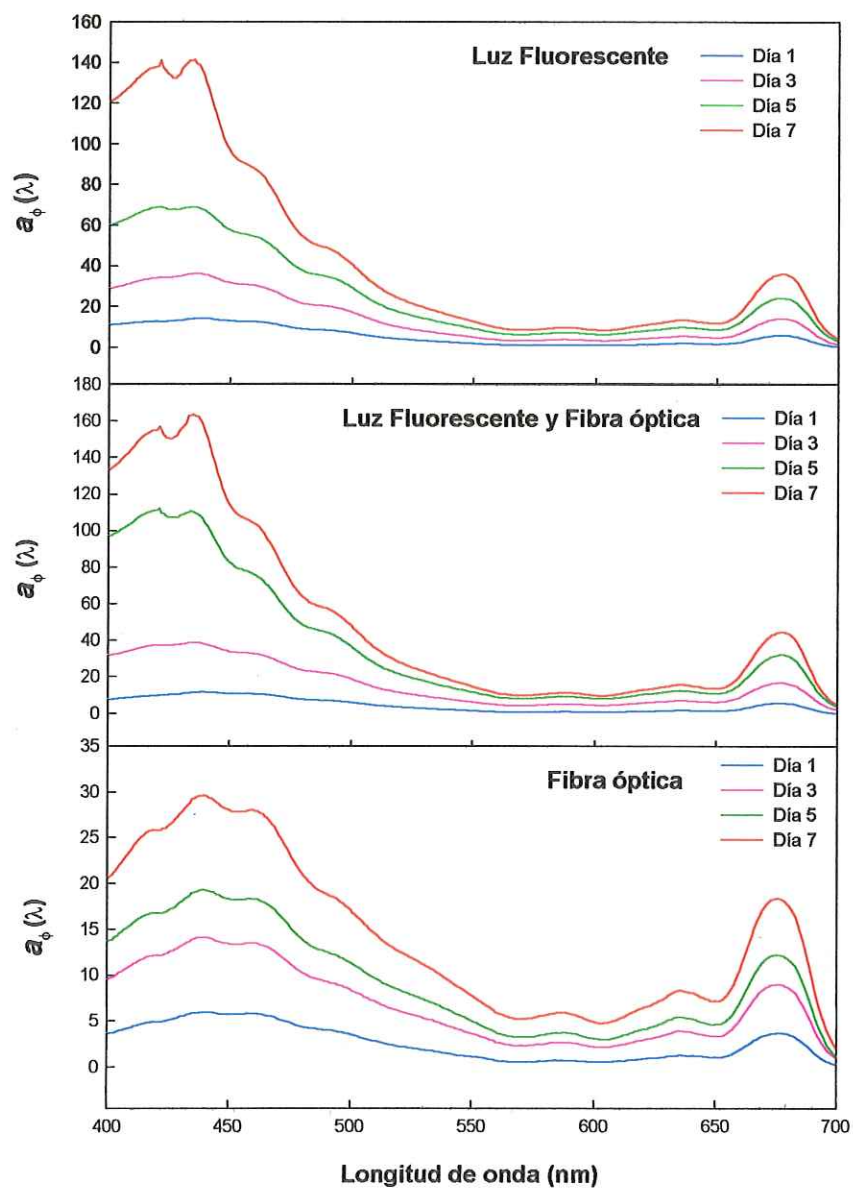 160
140
120
100
80
60
40
20
0
a_ϕ (λ)
Luz Fluorescente
Día 1
Día 3
Día 5
Día 7
180
160
140
120
100
80
60
40
20
0
a_ϕ (λ)
Luz Fluorescente y Fibra óptica
Día 1
Día 3
Día 5
Día 7
35
30
25
20
15
10
5
0
a_ϕ (λ)
Fibra óptica
Día 1
Día 3
Día 5
Día 7
400 450 500 550 600 650 700
Longitud de onda (nm)